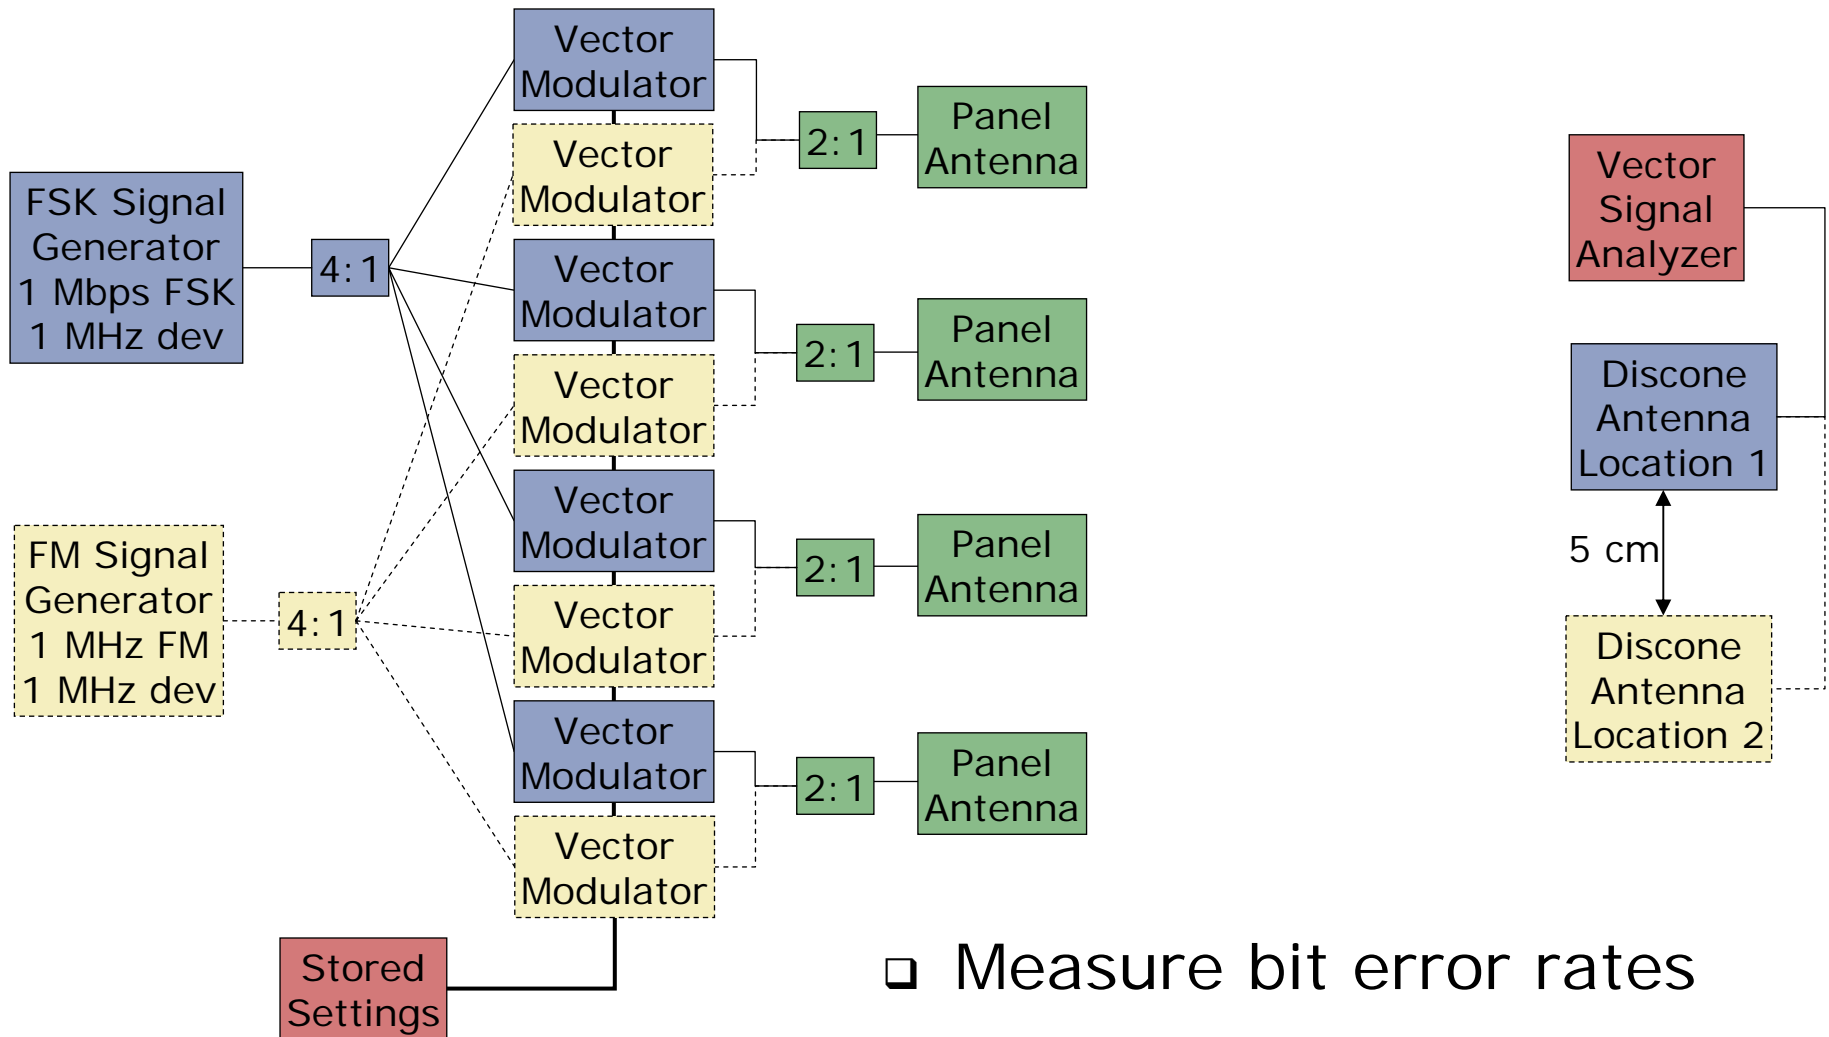 FSK Signal
Generator
1 Mbps FSK
1 MHz dev
4:1
FM Signal
Generator
1 MHz FM
1 MHz dev
4:1
Vector
Modulator
Vector
Modulator
Vector
Modulator
Vector
Modulator
Vector
Modulator
Vector
Modulator
Vector
Modulator
Vector
Modulator
Stored
Settings
2:1
Panel
Antenna
2:1
Panel
Antenna
2:1
Panel
Antenna
2:1
Panel
Antenna
Vector
Signal
Analyzer
Discone
Antenna
Location 1
5 cm
Discone
Antenna
Location 2
❑ Measure bit error rates